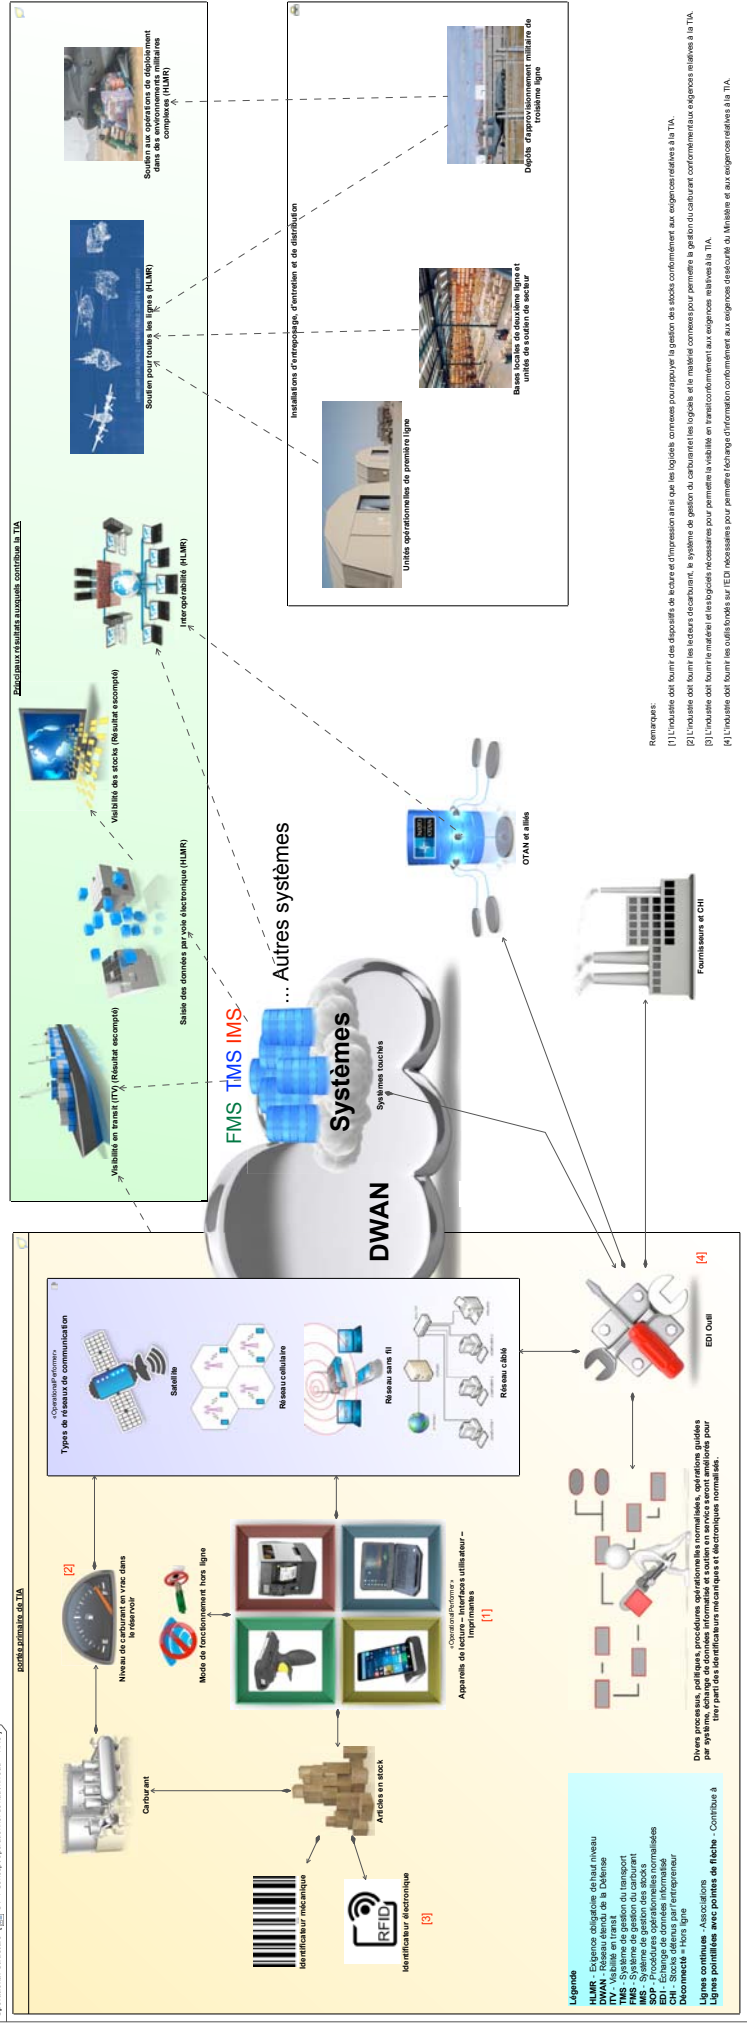 portée primaire de TIA
Principaux résultats auxquels contribue la TIA
«OperationalPerformer»
Types de réseaux de communication
Satellite
Réseau cellulaire
Réseau sans fil
Réseau câblé
[2]
Niveau de carburant en vrac dans
le réservoir
Carburant
Mode de fonctionnement hors ligne
«OperationalPerformer»
Appareils de lecture – Interfaces utilisateur –
Imprimantes
[1]
Articles en stock
Identificateur mécanique
RFID
Identificateur électronique
[3]
EDI Outil
[4]
Divers processus, politiques, procédures opérationnelles normalisées, opérations guidées
par système, échange de données informatisé et soutien en service seront améliorés pour
tirer parti des identificateurs mécaniques et électroniques normalisés.
Légende
HLMR - Exigence obligatoire de haut niveau
DWAN - Réseau étendu de la Défense
ITV - Visibilité en transit
TMS - Système de gestion du transport
FMS - Système de gestion du carburant
IMS - Système de gestion des stocks
SOP - Procédures opérationnelles normalisées
EDI - Échange de données informatisé
CHI - Stocks détenus par l'entrepreneur
Déconnecté = Hors ligne
Lignes continues - Associations
Lignes pointillées avec pointes de flèche - Contribue à
Visibilité en transit (ITV) (Résultat escompté)
Saisie des données par voie électronique (HLMR)
Visibilité des stocks (Résultat escompté)
Interopérabilité (HLMR)
Soutien pour toutes les lignes (HLMR)
Soutien aux opérations de déploiement
dans des environnements militaires
complexes (HLMR)
FMS TMS IMS
... Autres systèmes
Systèmes
Systèmes touchés
DWAN
OTAN et alliés
Fournisseurs et CHI
Installations d'entreposage, d'entretien et de distribution
Unités opérationnelles de première ligne
Bases locales de deuxième ligne et
unités de soutien de secteur
Dépôts d'approvisionnement militaire de
troisième ligne
Remarques:
[1] L'industrie doit fournir des dispositifs de lecture et d'impression ainsi que les logiciels connexes pour appuyer la gestion des stocks conformément aux exigences relatives à la TIA.
[2] L'industrie doit fournir les lecteurs de carburant, le système de gestion du carburant et les logiciels et le matériel connexes pour permettre la gestion du carburant conformément aux exigences relatives à la TIA.
[3] L'industrie doit fournir le matériel et les logiciels nécessaires pour permettre la visibilité en transit conformément aux exigences relatives à la TIA.
[4] L'industrie doit fournir les outils fondés sur l'EDI nécessaires pour permettre l'échange d'information conformément aux exigences de sécurité du Ministère et aux exigences relatives à la TIA.